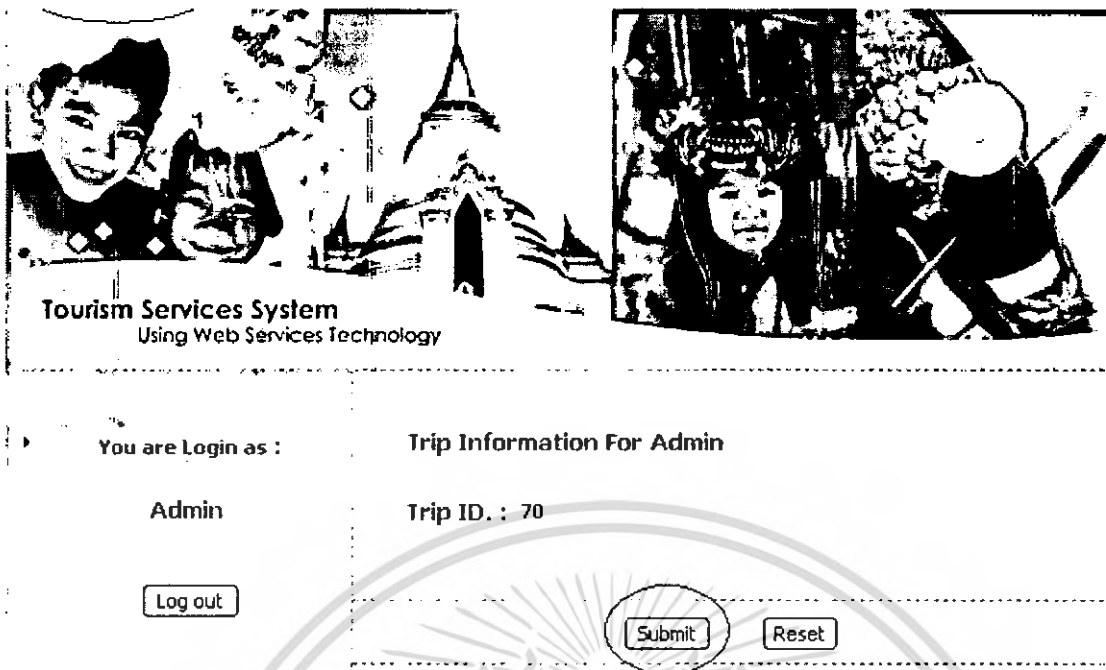 Tourism Services System
Using Web Services Technology
You are Login as :
Admin
Log out
Trip Information For Admin
Trip ID. : 70
Submit
Reset